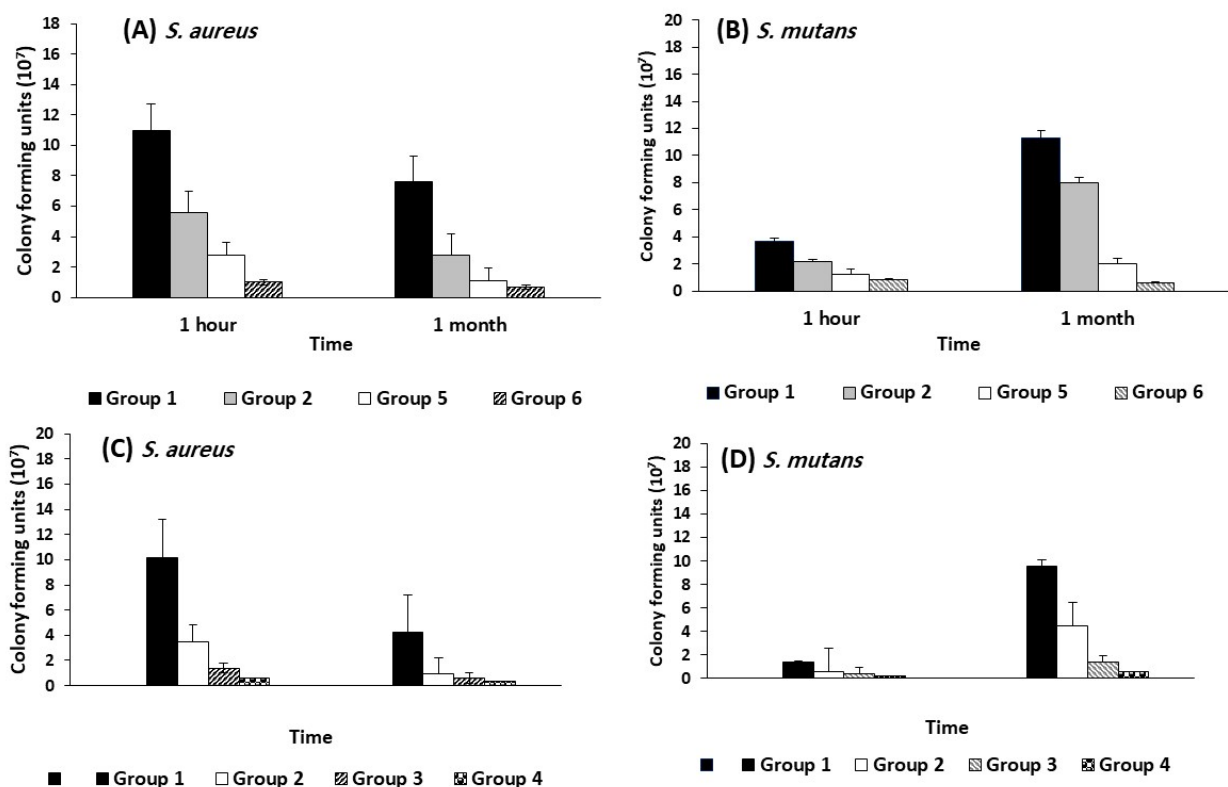 (A) S. aureus
Colony forming units (10⁷)
18
16
14
12
10
8
6
4
2
0
1 hour 1 month
Time
Group 1 Group 2 Group 5 Group 6
(B) S. mutans
Colony forming units (10⁷)
20
18
16
14
12
10
8
6
4
2
0
1 hour 1 month
Time
Group 1 Group 2 Group 5 Group 6
(C) S. aureus
Colony forming units (10⁷)
20
18
16
14
12
10
8
6
4
2
0
Time
Group 1 Group 2 Group 3 Group 4
(D) S. mutans
Colony forming units (10⁷)
20
18
16
14
12
10
8
6
4
2
0
Time
Group 1 Group 2 Group 3 Group 4